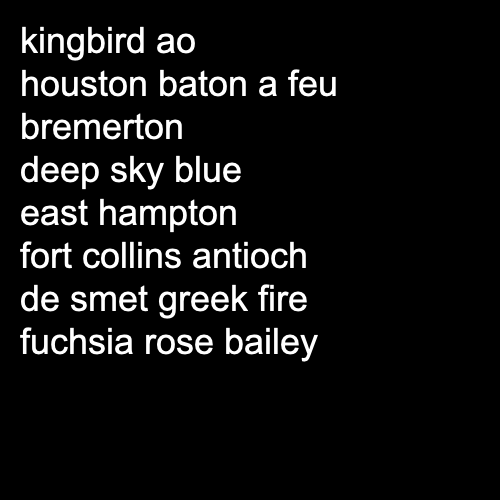 kingbird ao
houston baton a feu
bremerton
deep sky blue
east hampton
fort collins antioch
de smet greek fire
fuchsia rose bailey